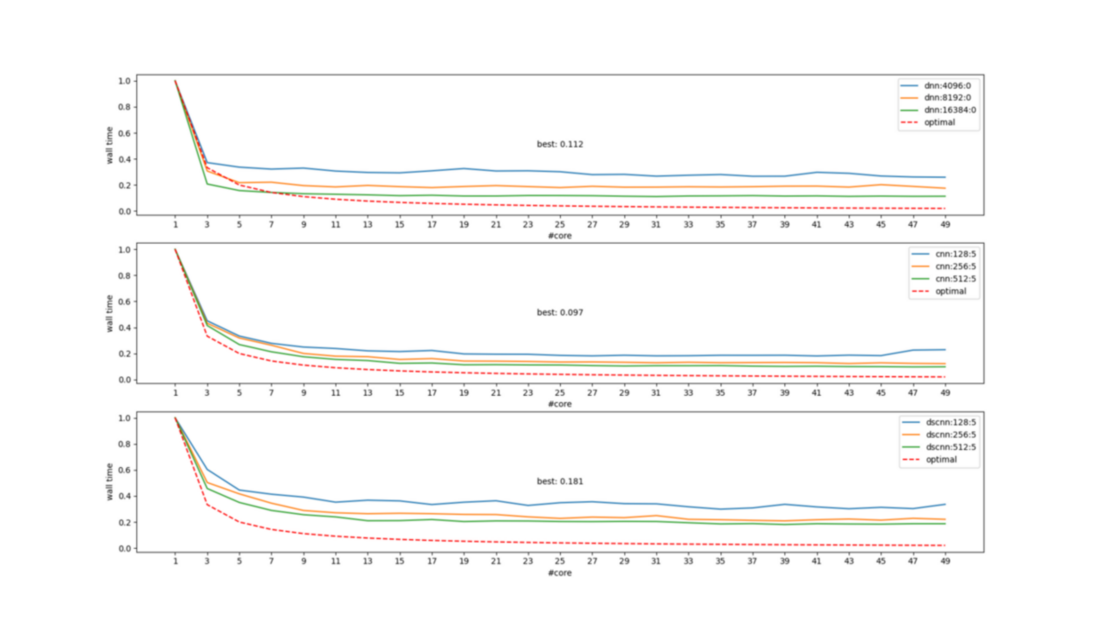 1.0
0.8
0.6
0.4
0.2
0.0
wall time
best: 0.112
dnn:4096:0
dnn:8192:0
dnn:16384:0
optimal
1 3 5 7 9 11 13 15 17 19 21 23 25 27 29 31 33 35 37 39 41 43 45 47 49
#core
1.0
0.8
0.6
0.4
0.2
0.0
wall time
best: 0.097
cnn:128:5
cnn:256:5
cnn:512:5
optimal
1 3 5 7 9 11 13 15 17 19 21 23 25 27 29 31 33 35 37 39 41 43 45 47 49
#core
1.0
0.8
0.6
0.4
0.2
0.0
wall time
best: 0.181
dscnn:128:5
dscnn:256:5
dscnn:512:5
optimal
1 3 5 7 9 11 13 15 17 19 21 23 25 27 29 31 33 35 37 39 41 43 45 47 49
#core